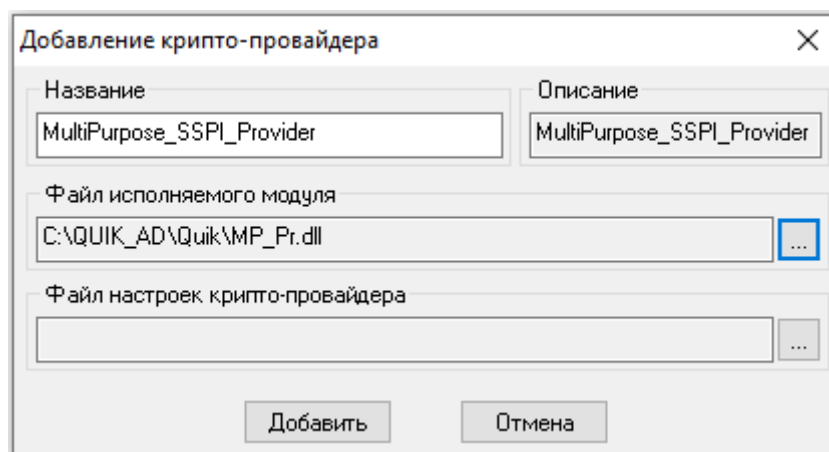 Добавление крипто-провайдера
Название
Описание
MultiPurpose_SSPI_Provider
MultiPurpose_SSPI_Provider
Файл исполняемого модуля
C:\QUIK_AD\Quik\MP_Pr.dll
...
Файл настроек крипто-провайдера
...
Добавить
Отмена